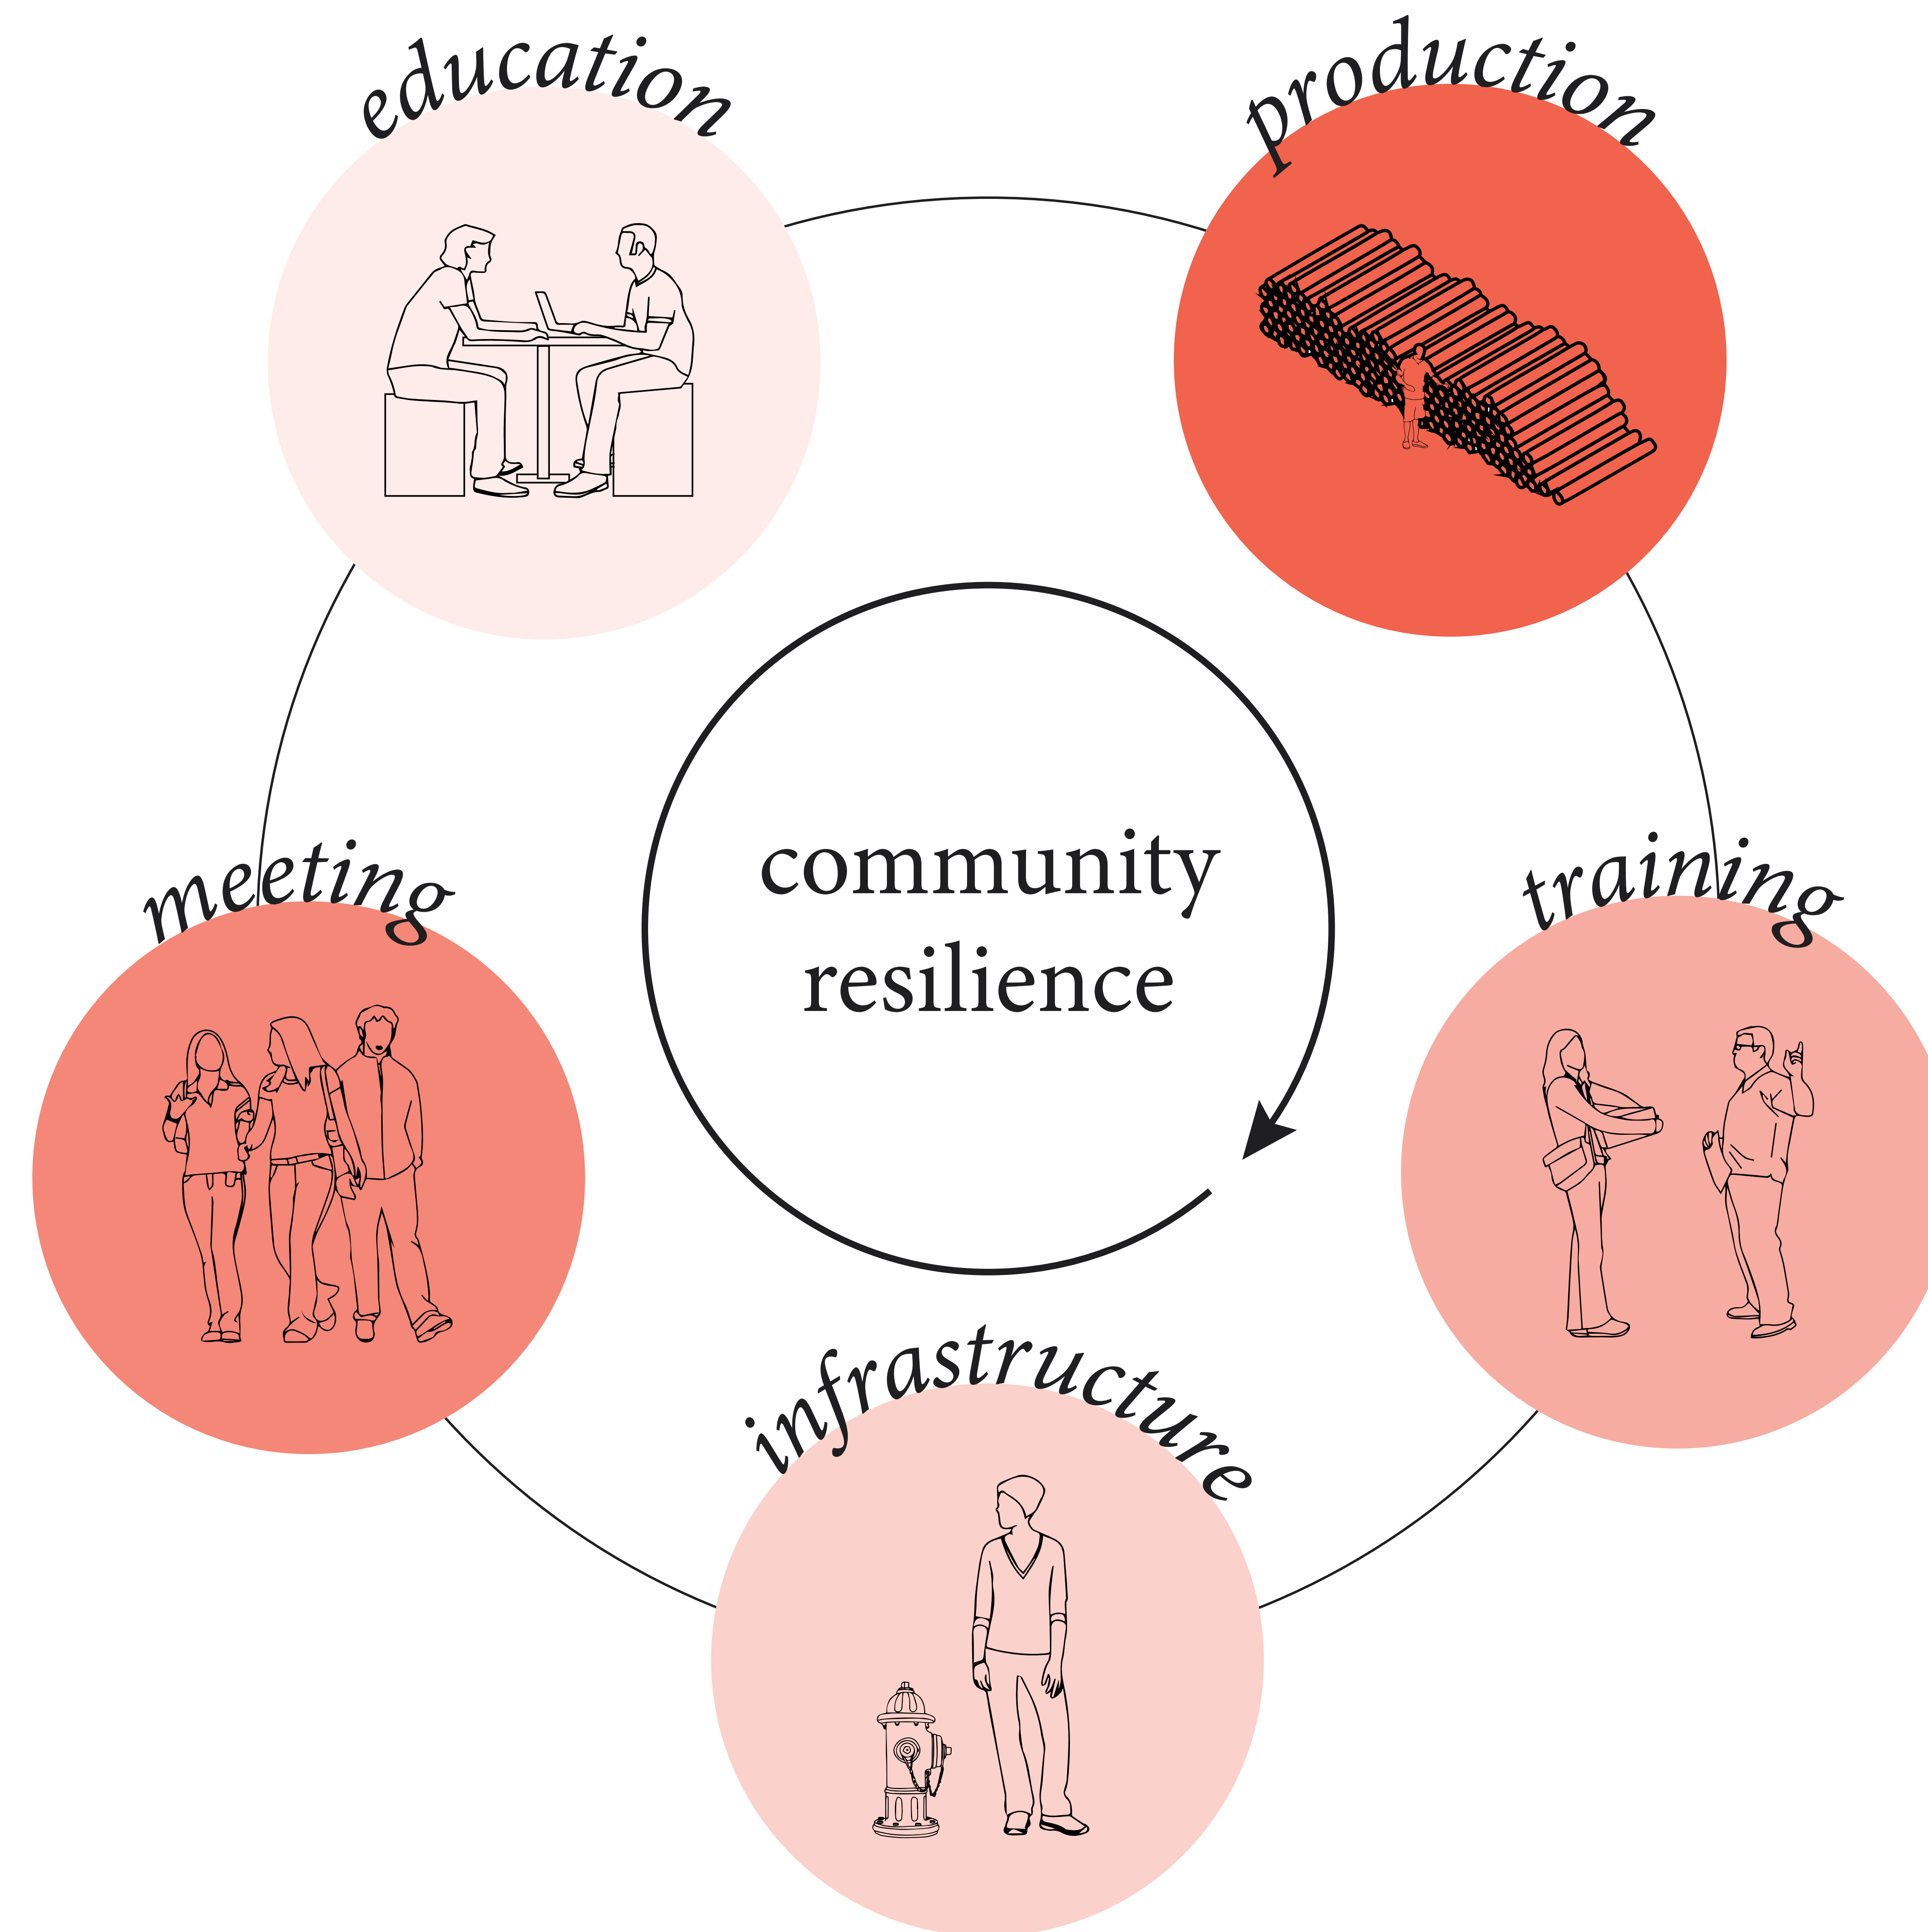 education
production
meeting
community
resilience
training
infrastructure